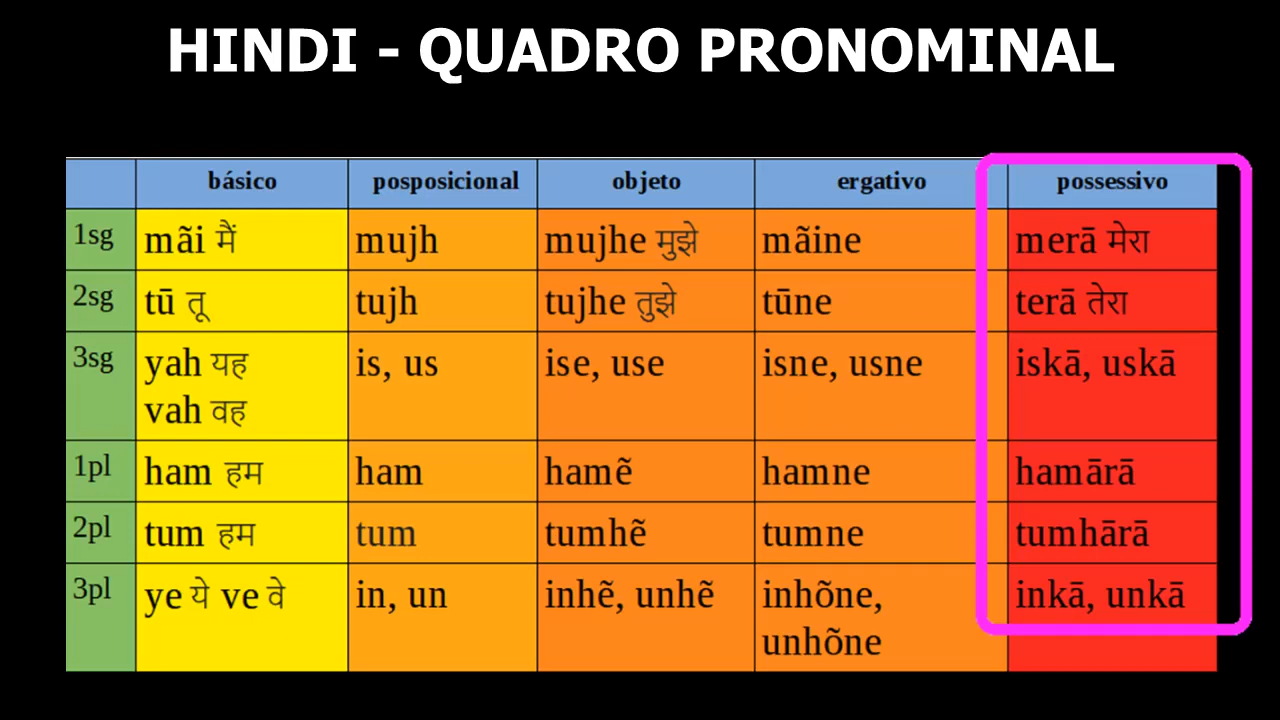 HINDI - QUADRO PRONOMINAL
básico posposicional objeto ergativo possessivo
1sg mãi मैं mujh mujhe मुझे mãine merā मेरा
2sg tū तू tujh tujhe तुझे tūne terā तेरा
3sg yah यह is, us ise, use isne, usne iskā, uskā
vah वह
1pl ham हम ham hamẽ hamne hamārā
2pl tum हम tum tumhẽ tumne tumhārā
3pl ye ये ve वे in, un inhẽ, unhẽ inhõne, inkā, unkā
unhõne